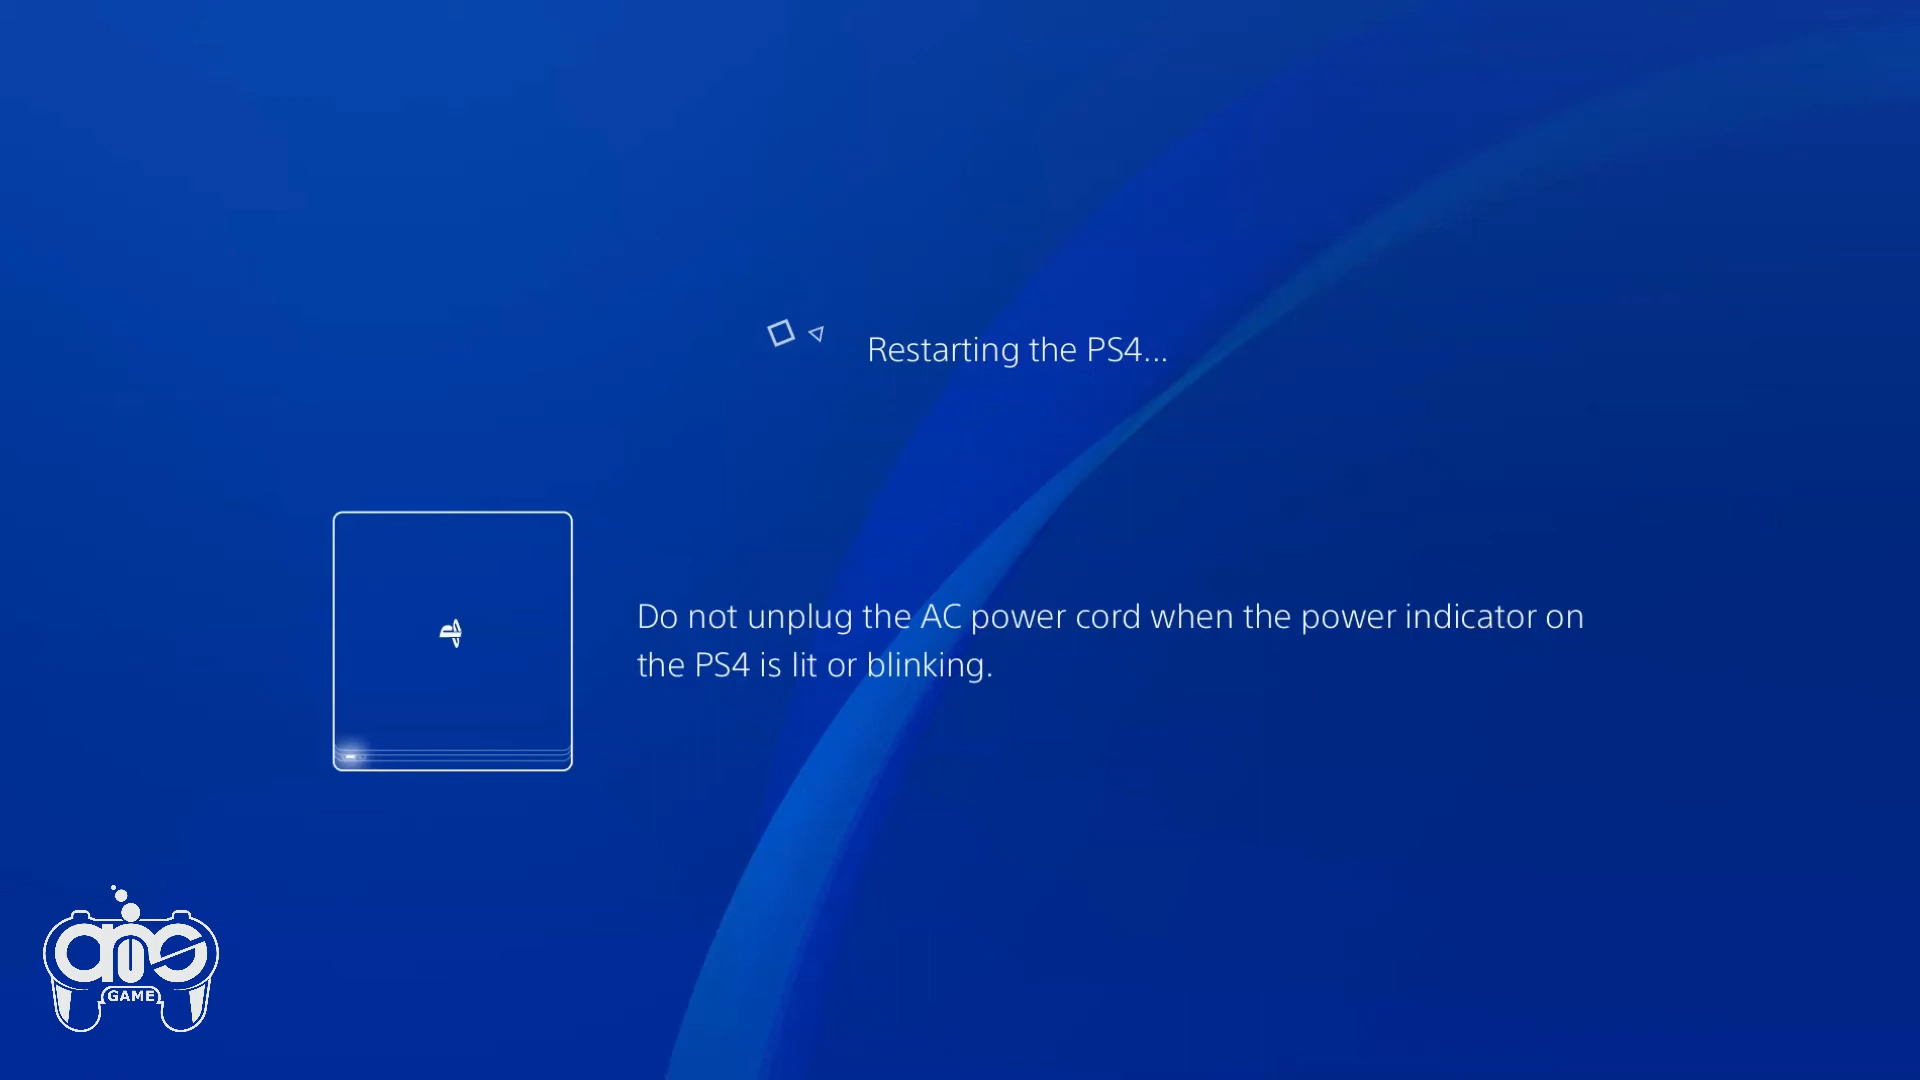 Restarting the PS4...
Do not unplug the AC power cord when the power indicator on
the PS4 is lit or blinking.
GAME